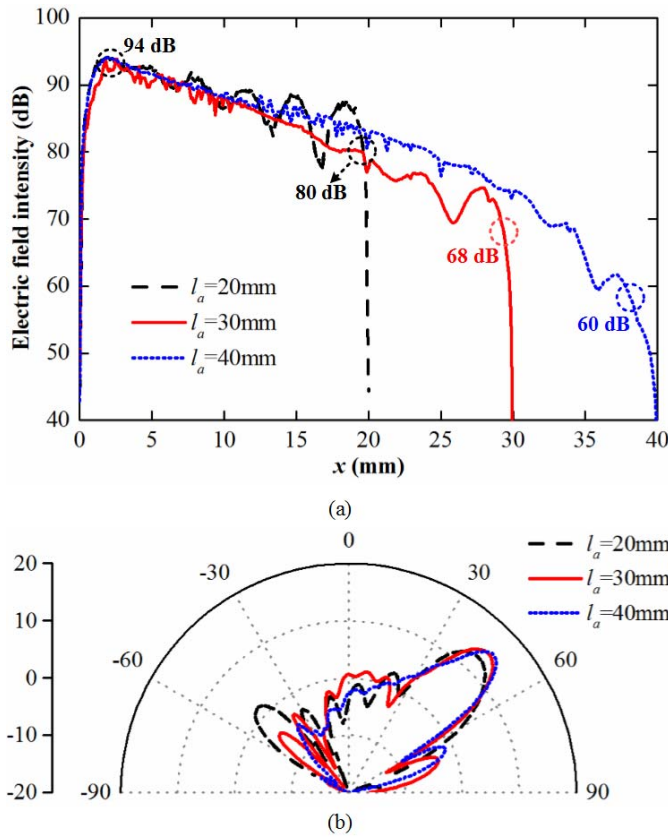 100
90
80
70
60
50
40
Electric field intensity (dB)
94 dB
80 dB
68 dB
60 dB
l_a=20mm
l_a=30mm
l_a=40mm
0 5 10 15 20 25 30 35 40
x (mm)
(a)
l_a=20mm
l_a=30mm
l_a=40mm
0
-30 30
-60 60
-90 90
20
10
0
-10
-20
(b)